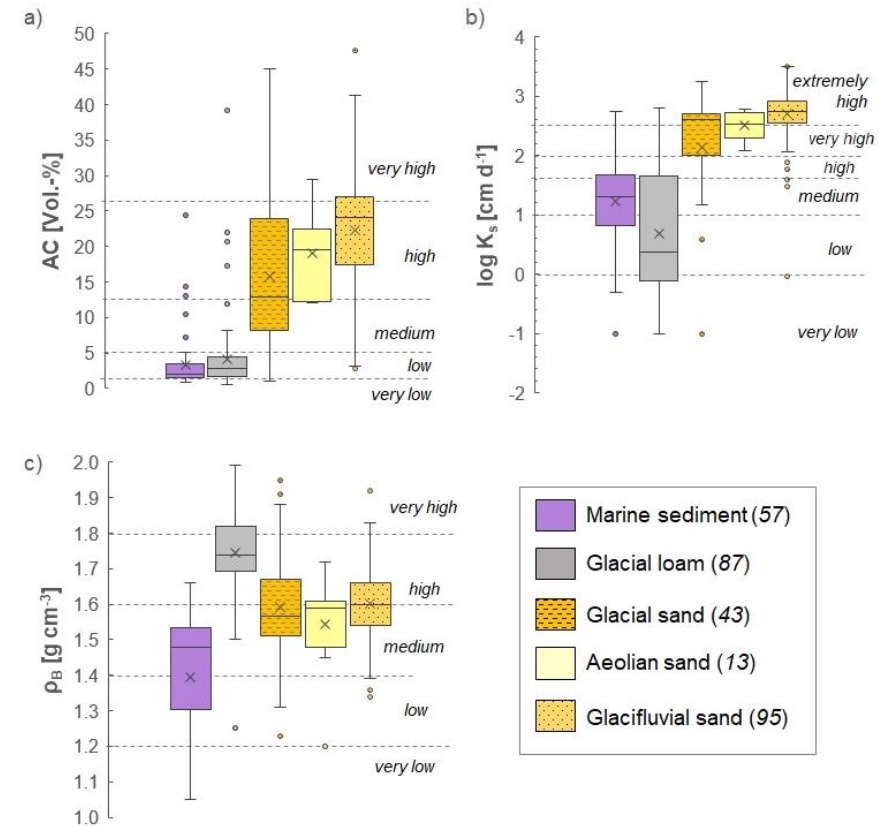 a)
AC [Vol.-%]
50
45
40
35
30
25
20
15
10
5
0
very high
high
medium
low
very low
b)
log Kₛ [cm d⁻¹]
4
3
2
1
0
-1
-2
extremely
high
very high
high
medium
low
very low
c)
ρB [g cm⁻³]
2.0
1.9
1.8
1.7
1.6
1.5
1.4
1.3
1.2
1.1
1.0
very high
high
medium
low
very low
Marine sediment (57)
Glacial loam (87)
Glacial sand (43)
Aeolian sand (13)
Glacifluvial sand (95)